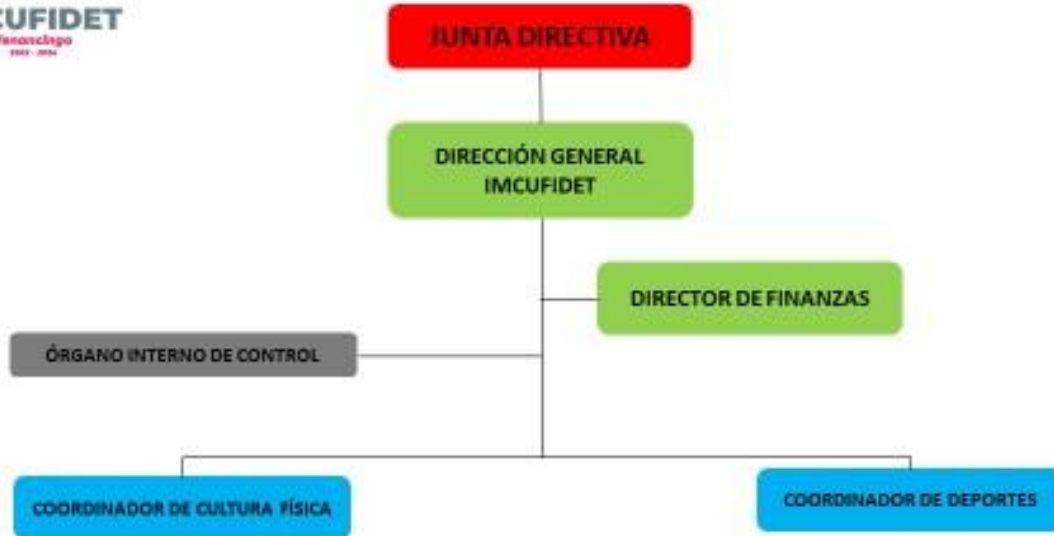 CUFIDET
Tenancingo
JUNTA DIRECTIVA
DIRECCIÓN GENERAL
IMCUFIDET
DIRECTOR DE FINANZAS
ÓRGANO INTERNO DE CONTROL
COORDINADOR DE CULTURA FÍSICA
COORDINADOR DE DEPORTES